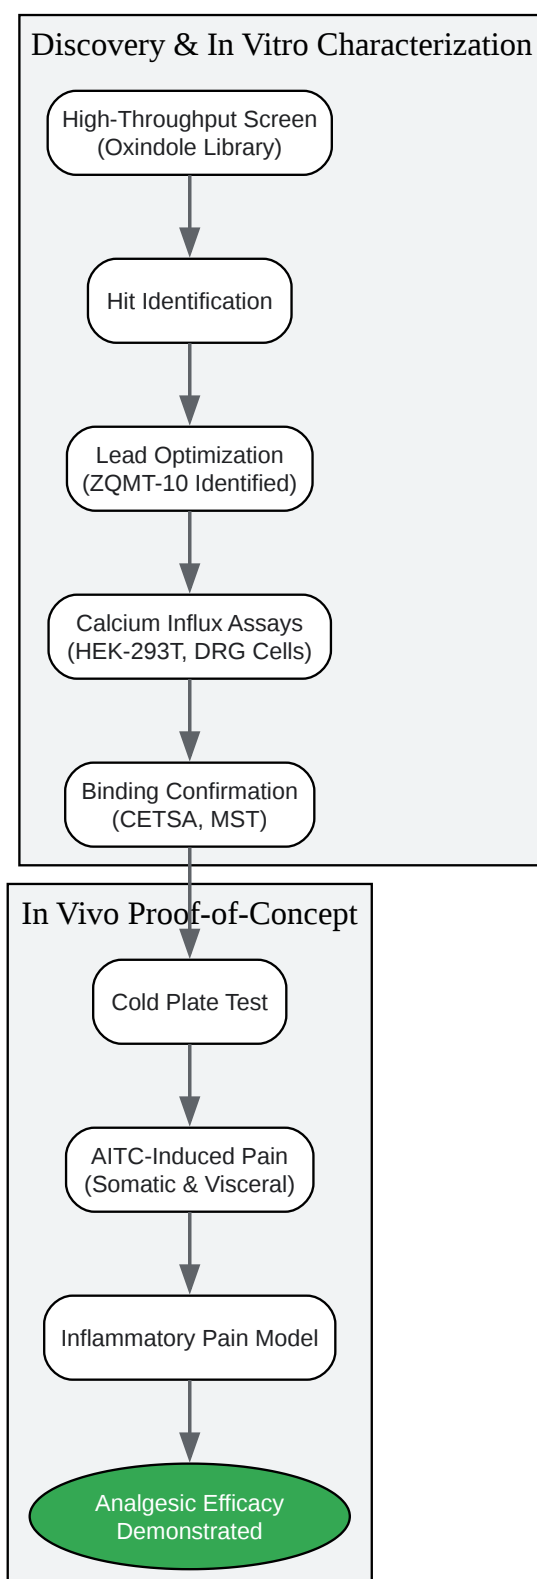 Discovery & In Vitro Characterization
High-Throughput Screen
(Oxindole Library)
Hit Identification
Lead Optimization
(ZQMT-10 Identified)
Calcium Influx Assays
(HEK-293T, DRG Cells)
Binding Confirmation
(CETSA, MST)
In Vivo Proof-of-Concept
Cold Plate Test
AITC-Induced Pain
(Somatic & Visceral)
Inflammatory Pain Model
Analgesic Efficacy
Demonstrated